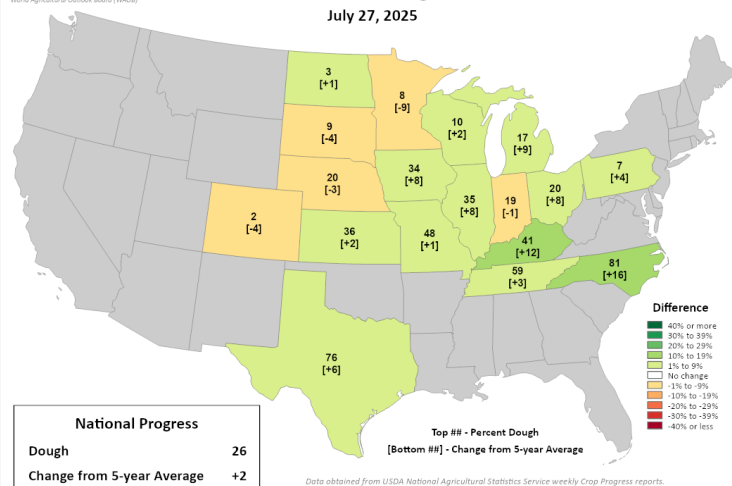 World Agricultural Outlook Board (WAOB)
July 27, 2025
3
[+1]
8
[-9]
10
[+2]
17
[+9]
9
[-4]
20
[-3]
34
[+8]
35
[+8]
19
[-1]
20
[+8]
7
[+4]
2
[-4]
36
[+2]
48
[+1]
41
[+12]
59
[+3]
81
[+16]
76
[+6]
Difference
40% or more
30% to 39%
20% to 29%
10% to 19%
1% to 9%
No change
-1% to -9%
-10% to -19%
-20% to -29%
-30% to -39%
-40% or less
National Progress
Dough 26
Change from 5-year Average +2
Top ## - Percent Dough
[Bottom ##] - Change from 5-year Average
Data obtained from USDA National Agricultural Statistics Service weekly Crop Progress reports.